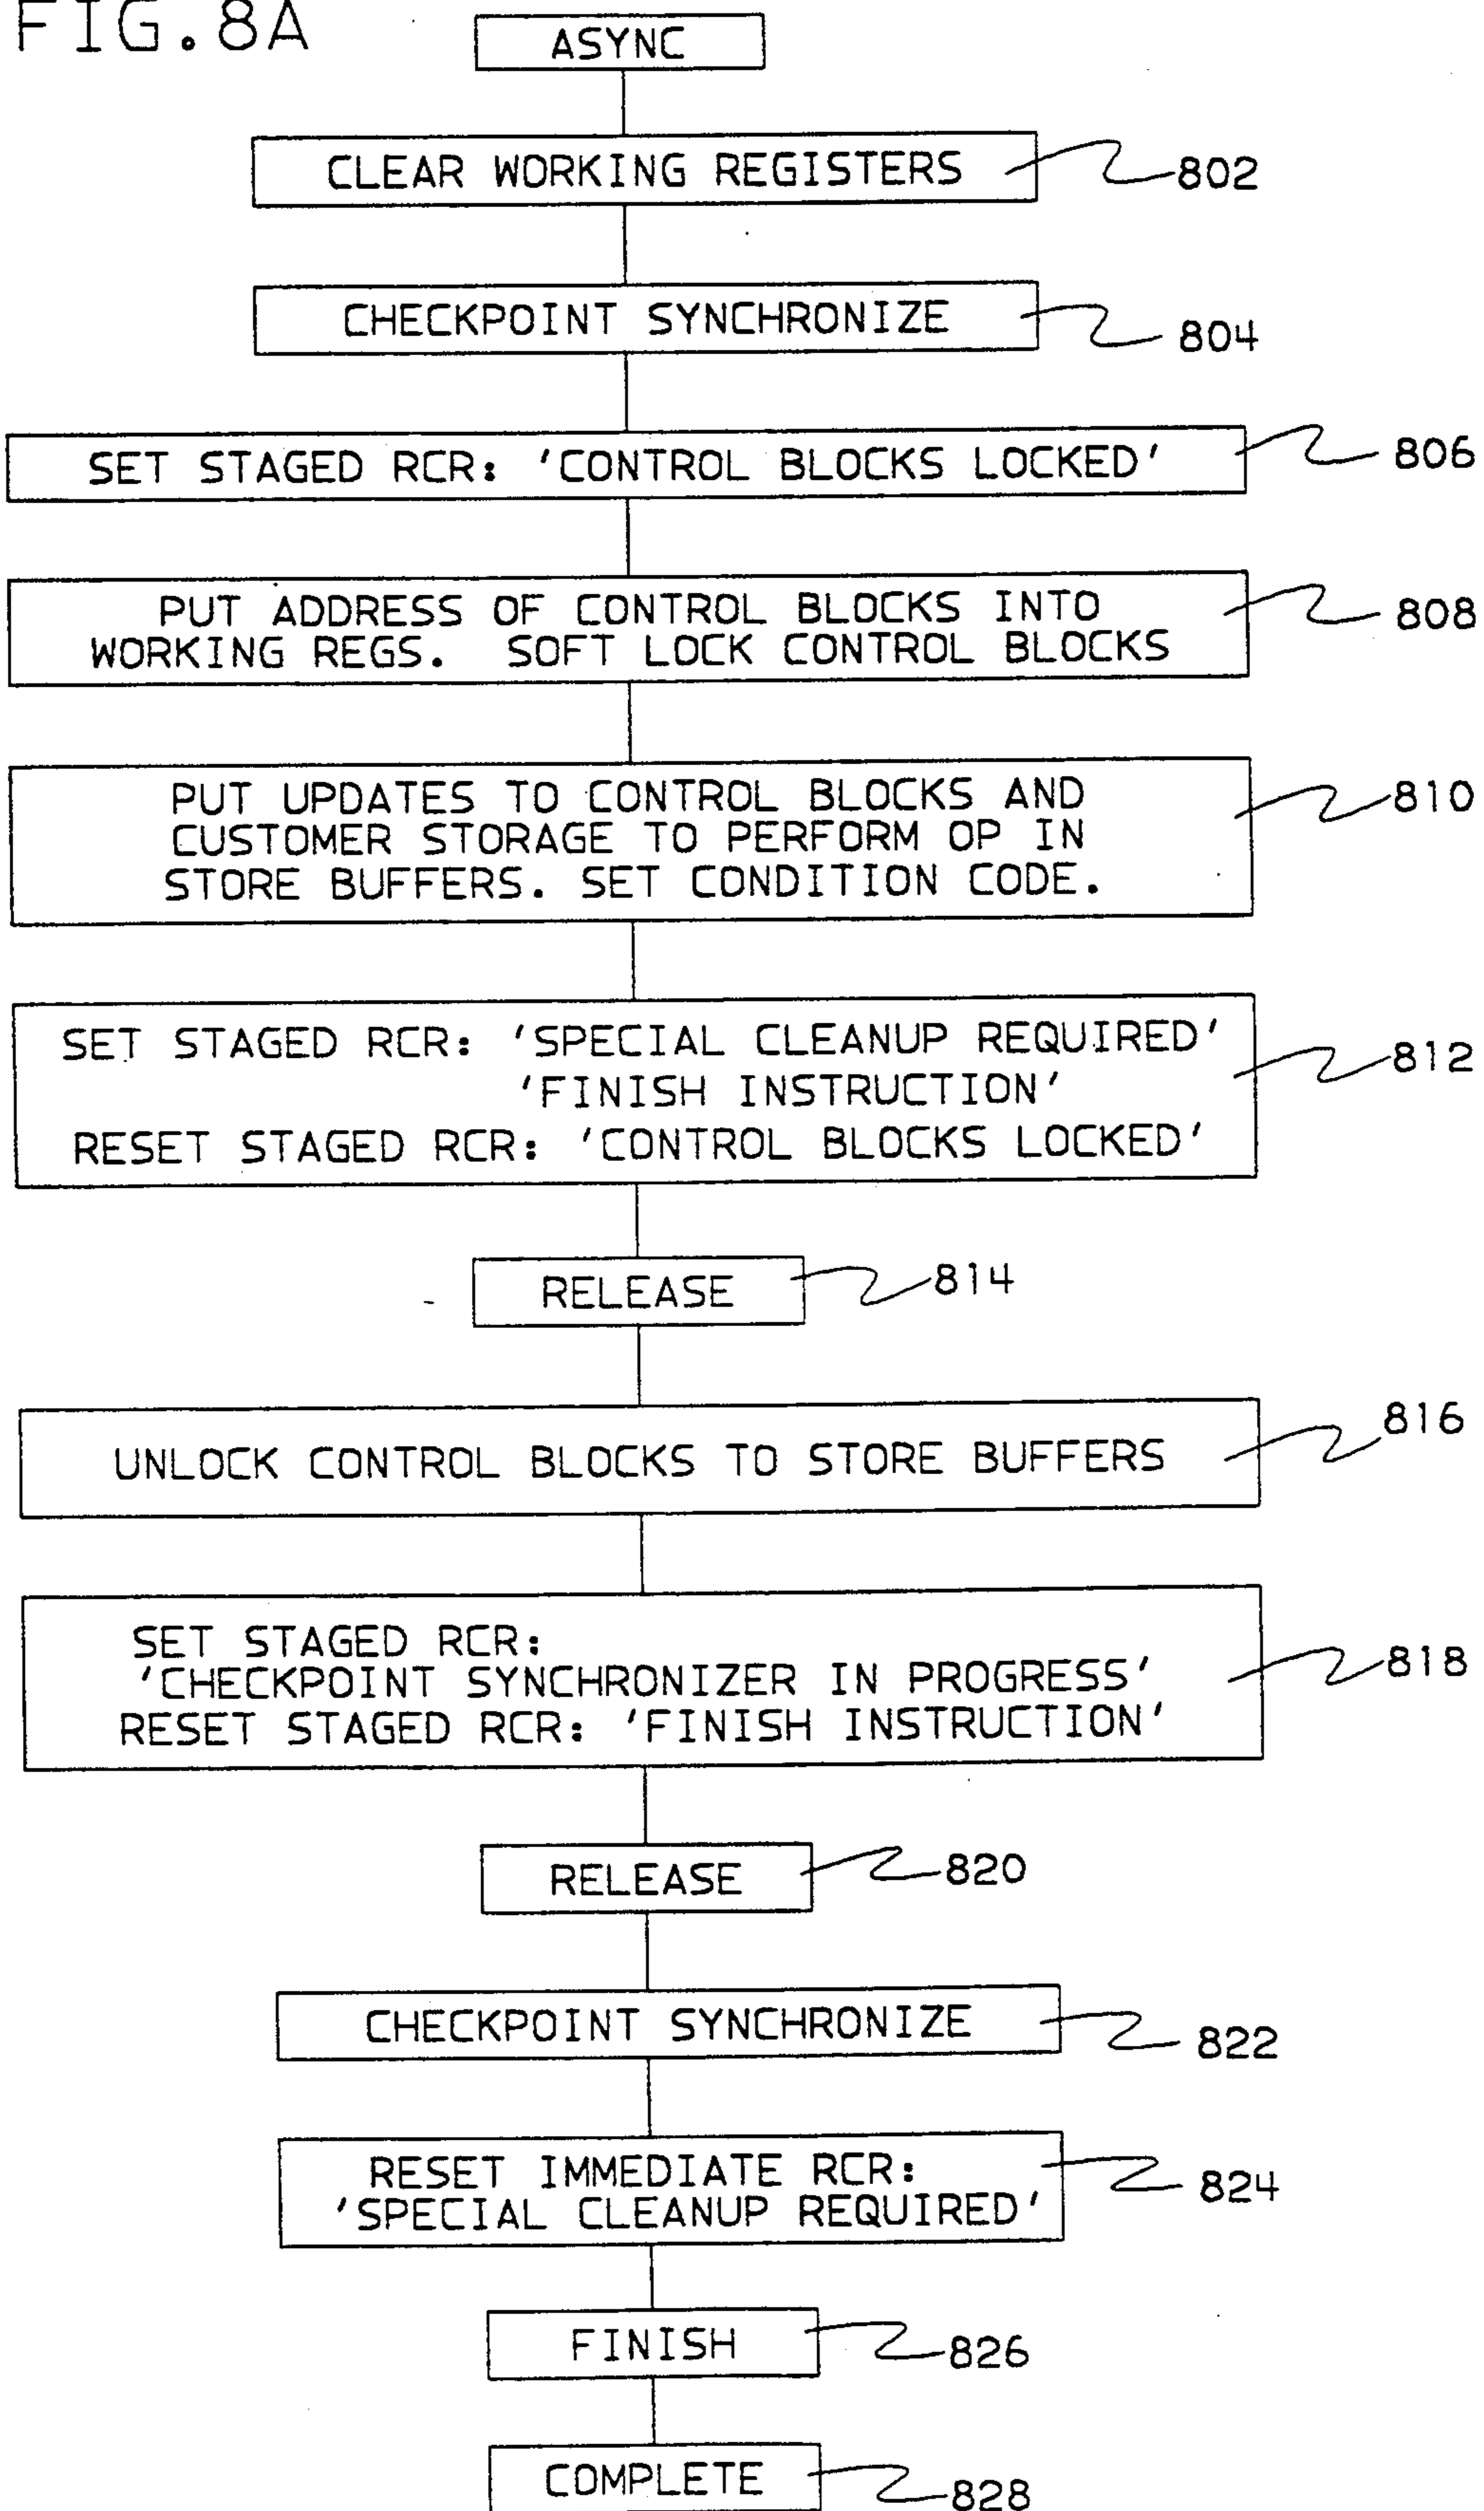 FIG.8A
ASYNC
CLEAR WORKING REGISTERS
802
CHECKPOINT SYNCHRONIZE
804
SET STAGED RCR: 'CONTROL BLOCKS LOCKED'
806
PUT ADDRESS OF CONTROL BLOCKS INTO
WORKING REGS. SOFT LOCK CONTROL BLOCKS
808
PUT UPDATES TO CONTROL BLOCKS AND
CUSTOMER STORAGE TO PERFORM OP IN
STORE BUFFERS. SET CONDITION CODE.
810
SET STAGED RCR: 'SPECIAL CLEANUP REQUIRED'
'FINISH INSTRUCTION'
RESET STAGED RCR: 'CONTROL BLOCKS LOCKED'
812
RELEASE
814
UNLOCK CONTROL BLOCKS TO STORE BUFFERS
816
SET STAGED RCR:
'CHECKPOINT SYNCHRONIZER IN PROGRESS'
RESET STAGED RCR: 'FINISH INSTRUCTION'
818
RELEASE
820
CHECKPOINT SYNCHRONIZE
822
RESET IMMEDIATE RCR:
'SPECIAL CLEANUP REQUIRED'
824
FINISH
826
COMPLETE
828